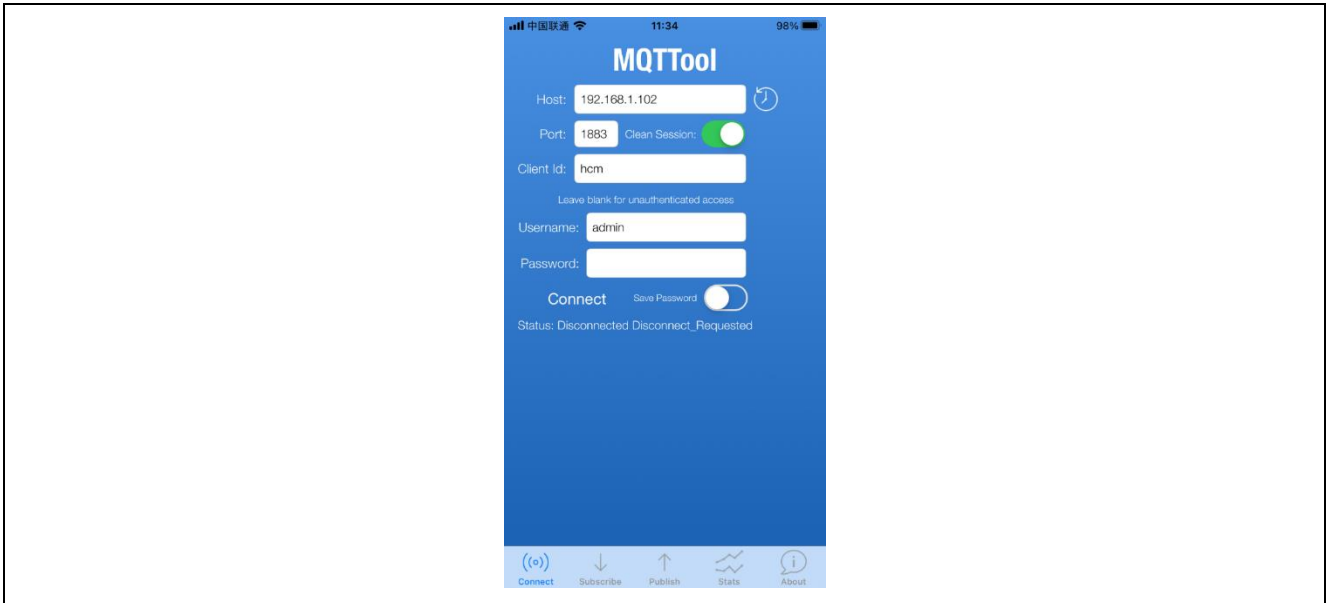 中国联通 11:34 98%
MQTTool
Host: 192.168.1.102
Port: 1883 Clean Session:
Client Id: hcm
Leave blank for unauthenticated access
Username: admin
Password:
Connect Save Password
Status: Disconnected Disconnect_Requested
Connect Subscribe Publish Stats About